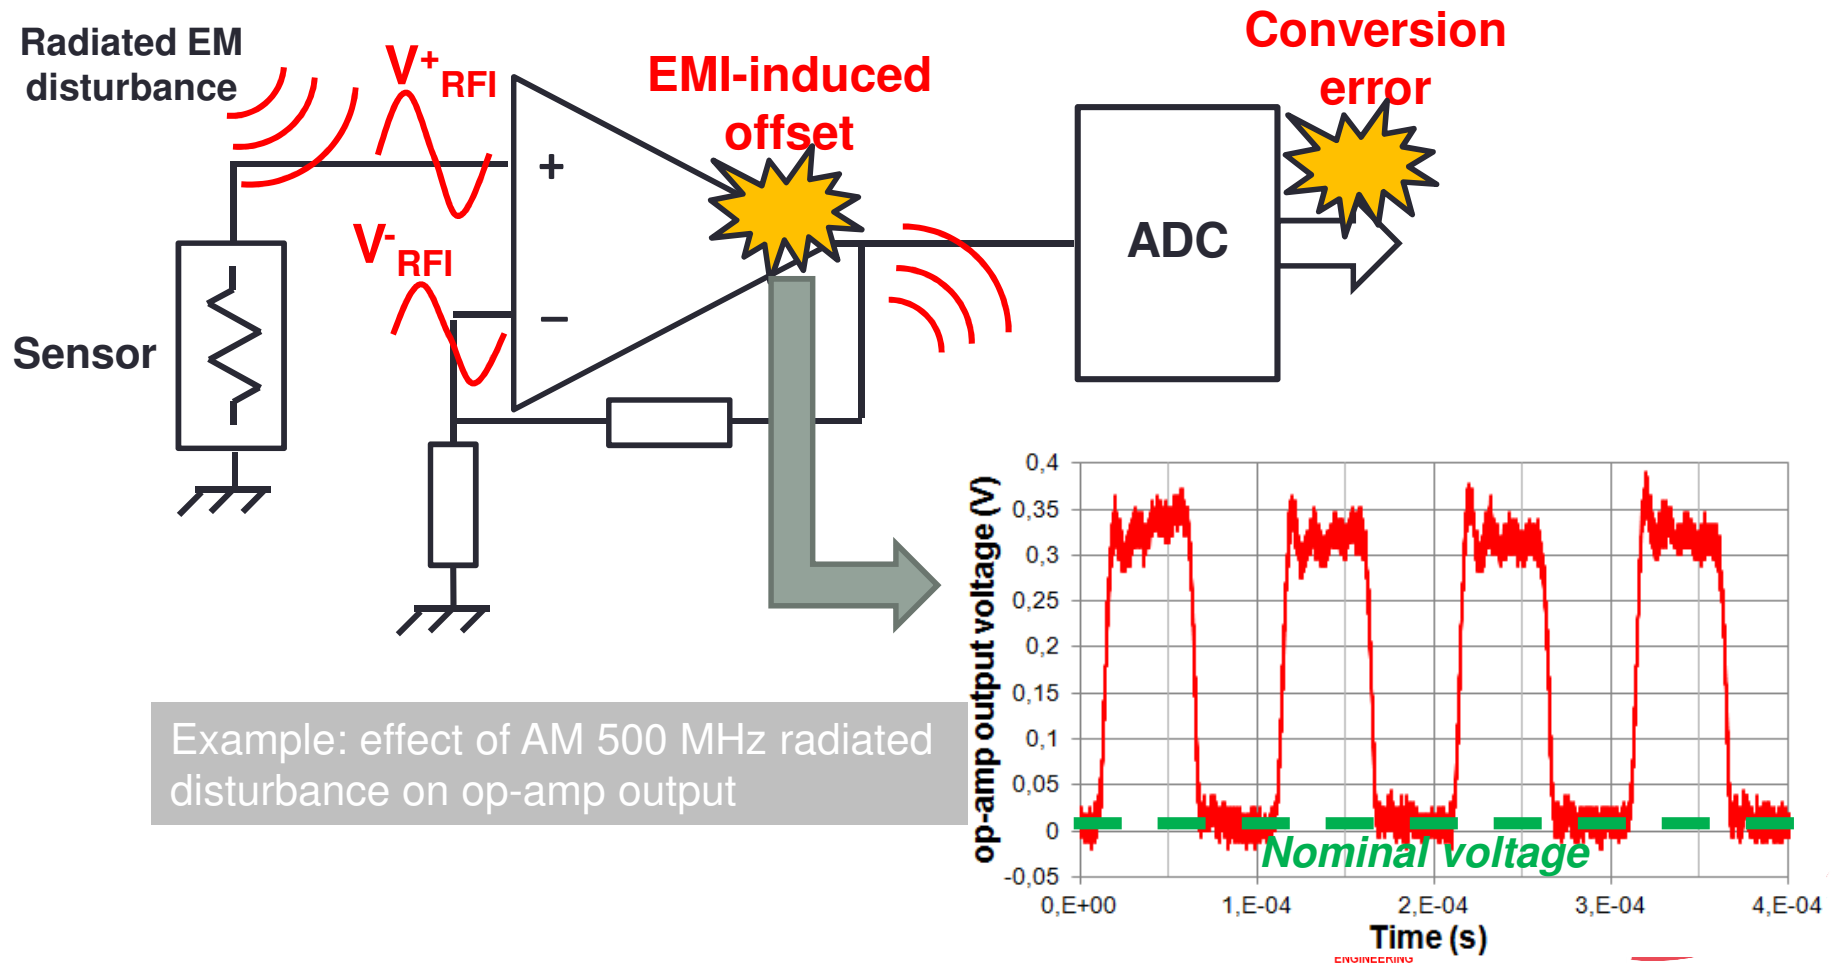 Radiated EM
disturbance
V⁺RFI
EMI-induced
offset
Conversion
error
+
V⁻RFI
−
ADC
Sensor
Example: effect of AM 500 MHz radiated
disturbance on op-amp output
op-amp output voltage (V)
0,4
0,35
0,3
0,25
0,2
0,15
0,1
0,05
0
-0,05
Nominal voltage
0,E+00
1,E-04
2,E-04
3,E-04
4,E-04
Time (s)
ENGINEERING